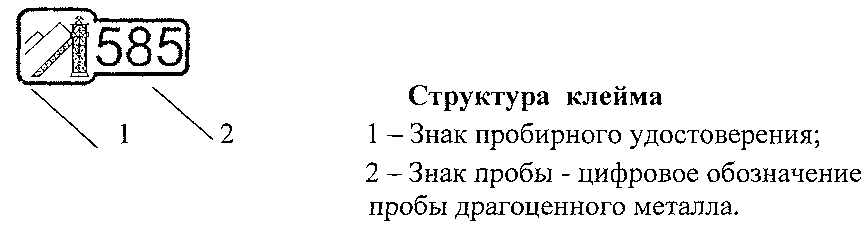 585
1 2
Структура клейма
1 – Знак пробирного удостоверения;
2 – Знак пробы - цифровое обозначение
пробы драгоценного металла.